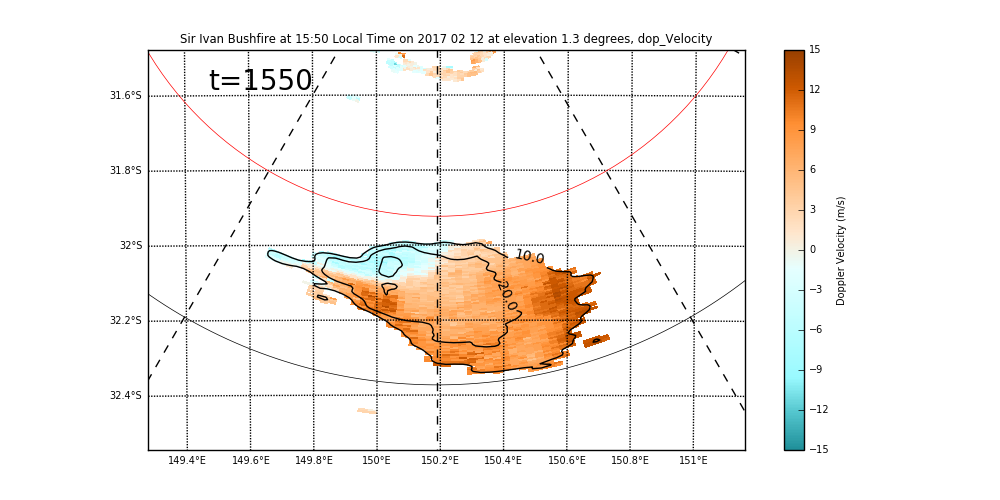 Sir Ivan Bushfire at 15:50 Local Time on 2017 02 12 at elevation 1.3 degrees, dop_Velocity
t=1550
31.6°S
31.8°S
32°S
32.2°S
32.4°S
10.0
20.0
149.4°E 149.6°E 149.8°E 150°E 150.2°E 150.4°E 150.6°E 150.8°E 151°E
15
12
9
6
3
0
−3
−6
−9
−12
−15
Doppler Velocity (m/s)